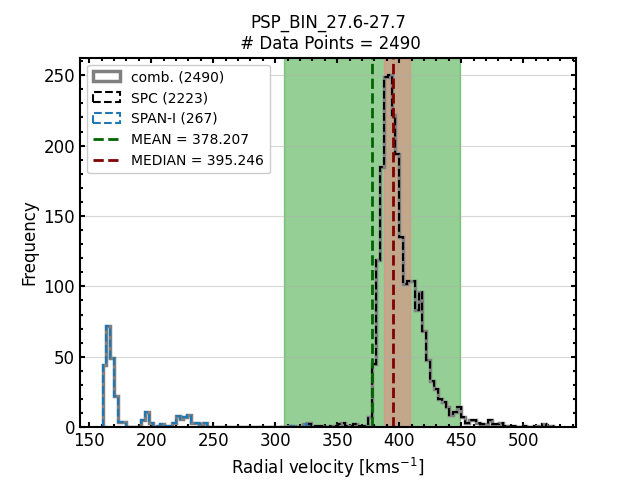 PSP_BIN_27.6-27.7
# Data Points = 2490
comb. (2490)
SPC (2223)
SPAN-I (267)
MEAN = 378.207
MEDIAN = 395.246
Frequency
250
200
150
100
50
0
150 200 250 300 350 400 450 500
Radial velocity [kms⁻¹]